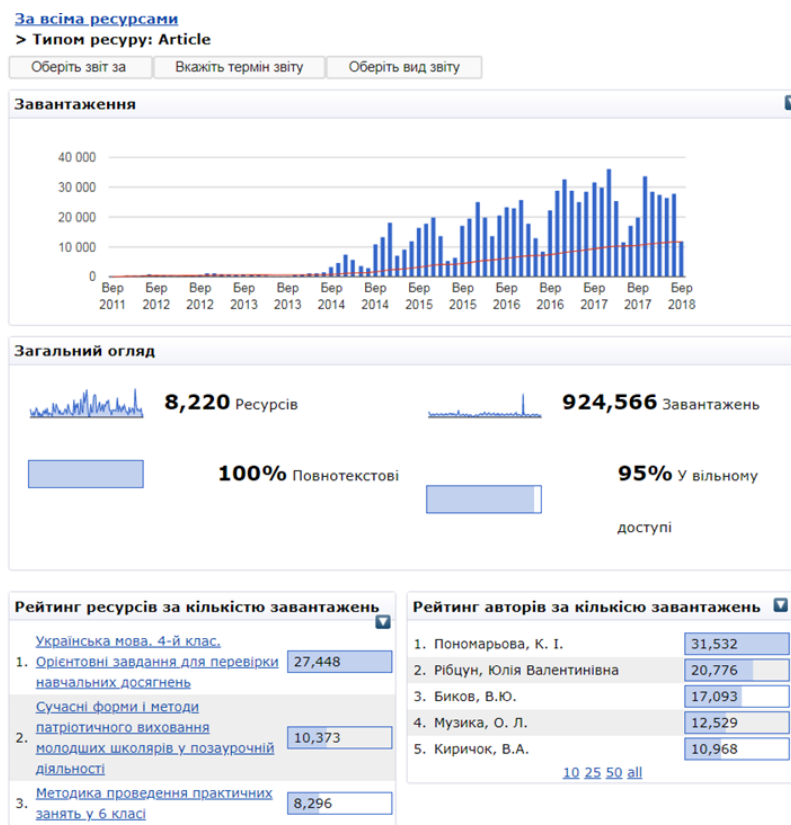 За всіма ресурсами
> Типом ресуру: Article
Оберіть звіт за
Вкажіть термін звіту
Оберіть вид звіту
Завантаження
40 000
30 000
20 000
10 000
0
Вер Бер Вер Бер Вер Бер Вер Бер Вер Бер Вер Бер Вер Бер
2011 2012 2012 2013 2013 2014 2014 2015 2015 2016 2016 2017 2017 2018
Загальний огляд
8,220 Ресурсів
924,566 Завантажень
100% Повнотекстові
95% У вільному
доступі
Рейтинг ресурсів за кількістю завантажень
Українська мова. 4-й клас.
1. Орієнтовні завдання для перевірки 27,448
навчальних досягнень
Сучасні форми і методи
патріотичного виховання
2. молодших школярів у позаурочній 10,373
діяльності
Методика проведення практичних
3. занять у 6 класі 8,296
Рейтинг авторів за кількісю завантажень
1. Пономарьова, К. І. 31,532
2. Рібцун, Юлія Валентинівна 20,776
3. Биков, В.Ю. 17,093
4. Музика, О. Л. 12,529
5. Киричок, В.А. 10,968
10 25 50 all